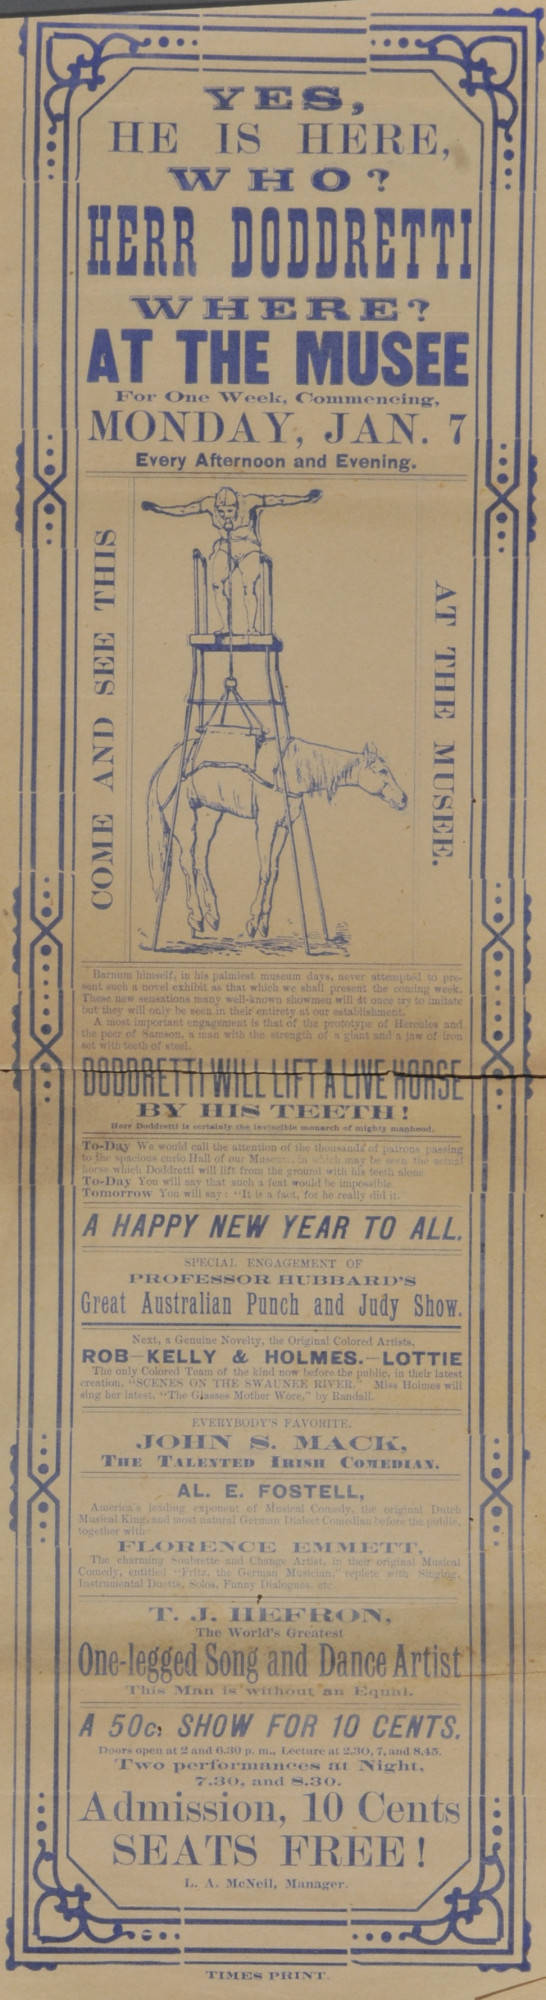 YES,
HE IS HERE,
WHO?
HERR DODDRETTI
WHERE?
AT THE MUSEE
For One Week, Commencing,
MONDAY, JAN. 7
Every Afternoon and Evening.
COME AND SEE THIS
AT THE MUSEE.
Barnum himself, in his palmiest museum days, never attempted to pre-
sent such a novel exhibit as that which we shall present the coming week.
These new sensations many well-known showmen will at once try to imitate
but they will only be seen in their entirety at our establishment.
A most important engagement is that of the prototype of Hercules and
the peer of Samson, a man with the strength of a giant and a jaw of iron
set with teeth of steel.
DODDRETTI WILL LIFT A LIVE HORSE
BY HIS TEETH!
Herr Doddretti is certainly the invincible monarch of mighty manhood.
To-Day We would call the attention of the thousands of patrons passing
to the spacious curio Hall of our Museum, in which may be seen the actual
horse which Doddretti will lift from the ground with his teeth alone
To-Day You will say that such a feat would be impossible.
Tomorrow You will say: "It is a fact, for he really did it.
A HAPPY NEW YEAR TO ALL.
SPECIAL ENGAGEMENT OF
PROFESSOR HUBBARD'S
Great Australian Punch and Judy Show.
Next, a Genuine Novelty, the Original Colored Artists,
ROB—KELLY & HOLMES.—LOTTIE
The only Colored Team of the kind now before the public, in their latest
creation, "SCENES ON THE SWAUNEE RIVER." Miss Holmes will
sing her latest, "The Glasses Mother Wore," by Randall.
EVERYBODY'S FAVORITE.
JOHN S. MACK,
THE TALENTED IRISH COMEDIAN.
AL. E. FOSTELL,
America's leading exponent of Musical Comedy, the original Dutch
Musical King, and most natural German Dialect Comedian before the public,
together with
FLORENCE EMMETT,
The charming Soubrette and Change Artist, in their original Musical
Comedy, entitled "Fritz, the German Musician," replete with Singing,
Instrumental Duetts, Solos, Funny Dialogues, etc
T. J. HEFRON,
The World's Greatest
One-legged Song and Dance Artist
This Man is without an Equal.
A 50c, SHOW FOR 10 CENTS.
Doors open at 2 and 6.30 p. m., Lecture at 2.30, 7, and 8.45.
Two performances at Night,
7.30, and 8.30.
Admission, 10 Cents
SEATS FREE!
L. A. McNeil, Manager.
TIMES PRINT.